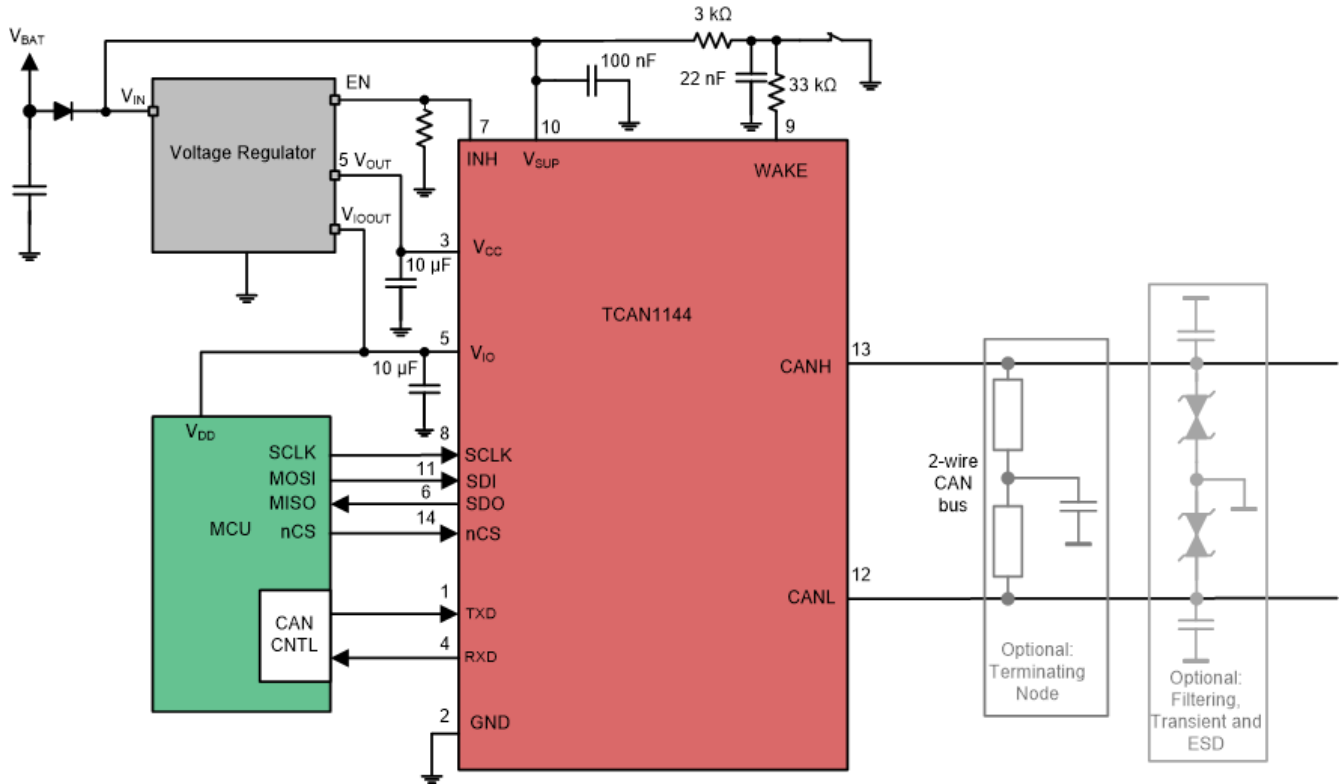 3 kΩ
VBAT
100 nF
EN
22 nF
33 kΩ
VIN
7
10
9
Voltage Regulator
5 VOUT
INH
VSUP
WAKE
VIOOUT
3
VCC
10 µF
TCAN1144
5
VIO
10 µF
13
CANH
VDD
8
SCLK
SCLK
11
MOSI
SDI
6
MISO
SDO
14
MCU
nCS
nCS
2-wire
CAN
bus
12
CANL
1
TXD
CAN
CNTL
4
RXD
2
GND
Optional:
Terminating
Node
Optional:
Filtering,
Transient and
ESD